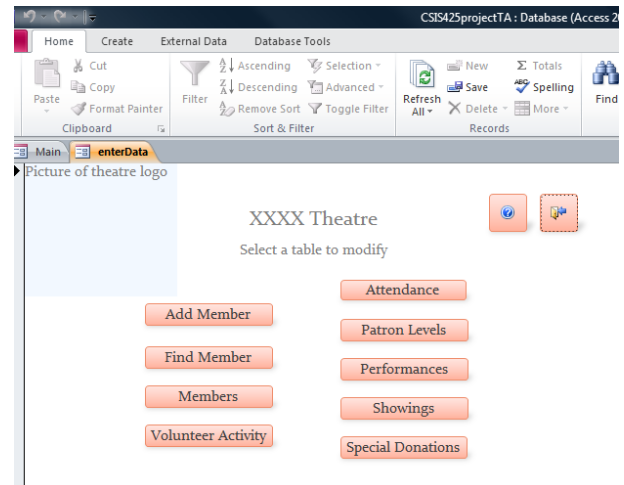 CSIS425projectTA : Database (Access 20
Home Create External Data Database Tools
Paste
Cut
Copy
Format Painter
Clipboard
Filter
Ascending
Descending
Remove Sort
Selection
Advanced
Toggle Filter
Sort & Filter
Refresh
All
New
Save
Delete
Totals
Spelling
More
Records
Find
Main enterData
Picture of theatre logo
XXXX Theatre
Select a table to modify
Add Member
Find Member
Members
Volunteer Activity
Attendance
Patron Levels
Performances
Showings
Special Donations